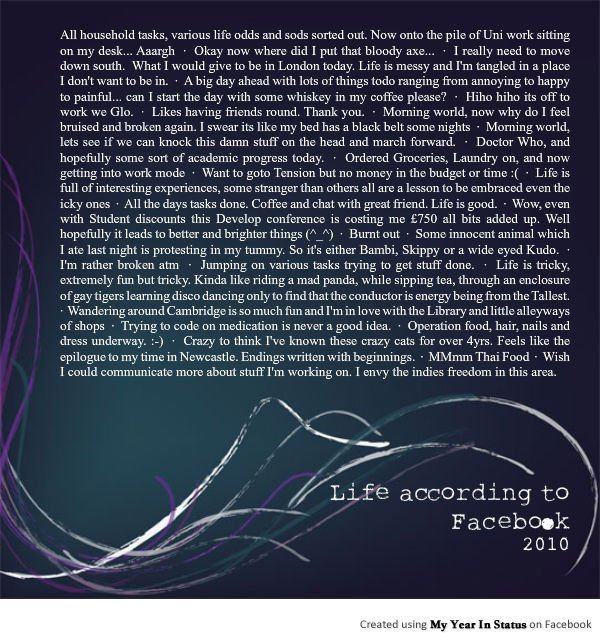 All household tasks, various life odds and sods sorted out. Now onto the pile of Uni work sitting
on my desk... Aaargh · Okay now where did I put that bloody axe... · I really need to move
down south. What I would give to be in London today. Life is messy and I'm tangled in a place
I don't want to be in. · A big day ahead with lots of things todo ranging from annoying to happy
to painful... can I start the day with some whiskey in my coffee please? · Hiho hiho its off to
work we Glo. · Likes having friends round. Thank you. · Morning world, now why do I feel
bruised and broken again. I swear its like my bed has a black belt some nights · Morning world,
lets see if we can knock this damn stuff on the head and march forward. · Doctor Who, and
hopefully some sort of academic progress today. · Ordered Groceries, Laundry on, and now
getting into work mode · Want to goto Tension but no money in the budget or time :( · Life is
full of interesting experiences, some stranger than others all are a lesson to be embraced even the
icky ones · All the days tasks done. Coffee and chat with great friend. Life is good. · Wow, even
with Student discounts this Develop conference is costing me £750 all bits added up. Well
hopefully it leads to better and brighter things (^_^) · Burnt out · Some innocent animal which
I ate last night is protesting in my tummy. So it's either Bambi, Skippy or a wide eyed Kudo. ·
I'm rather broken atm · Jumping on various tasks trying to get stuff done. · Life is tricky,
extremely fun but tricky. Kinda like riding a mad panda, while sipping tea, through an enclosure
of gay tigers learning disco dancing only to find that the conductor is energy being from the Tallest.
· Wandering around Cambridge is so much fun and I'm in love with the Library and little alleyways
of shops · Trying to code on medication is never a good idea. · Operation food, hair, nails and
dress underway. :-) · Crazy to think I've known these crazy cats for over 4yrs. Feels like the
epilogue to my time in Newcastle. Endings written with beginnings. · MMmm Thai Food · Wish
I could communicate more about stuff I'm working on. I envy the indies freedom in this area.
Life according to
Facebook
2010
Created using My Year In Status on Facebook